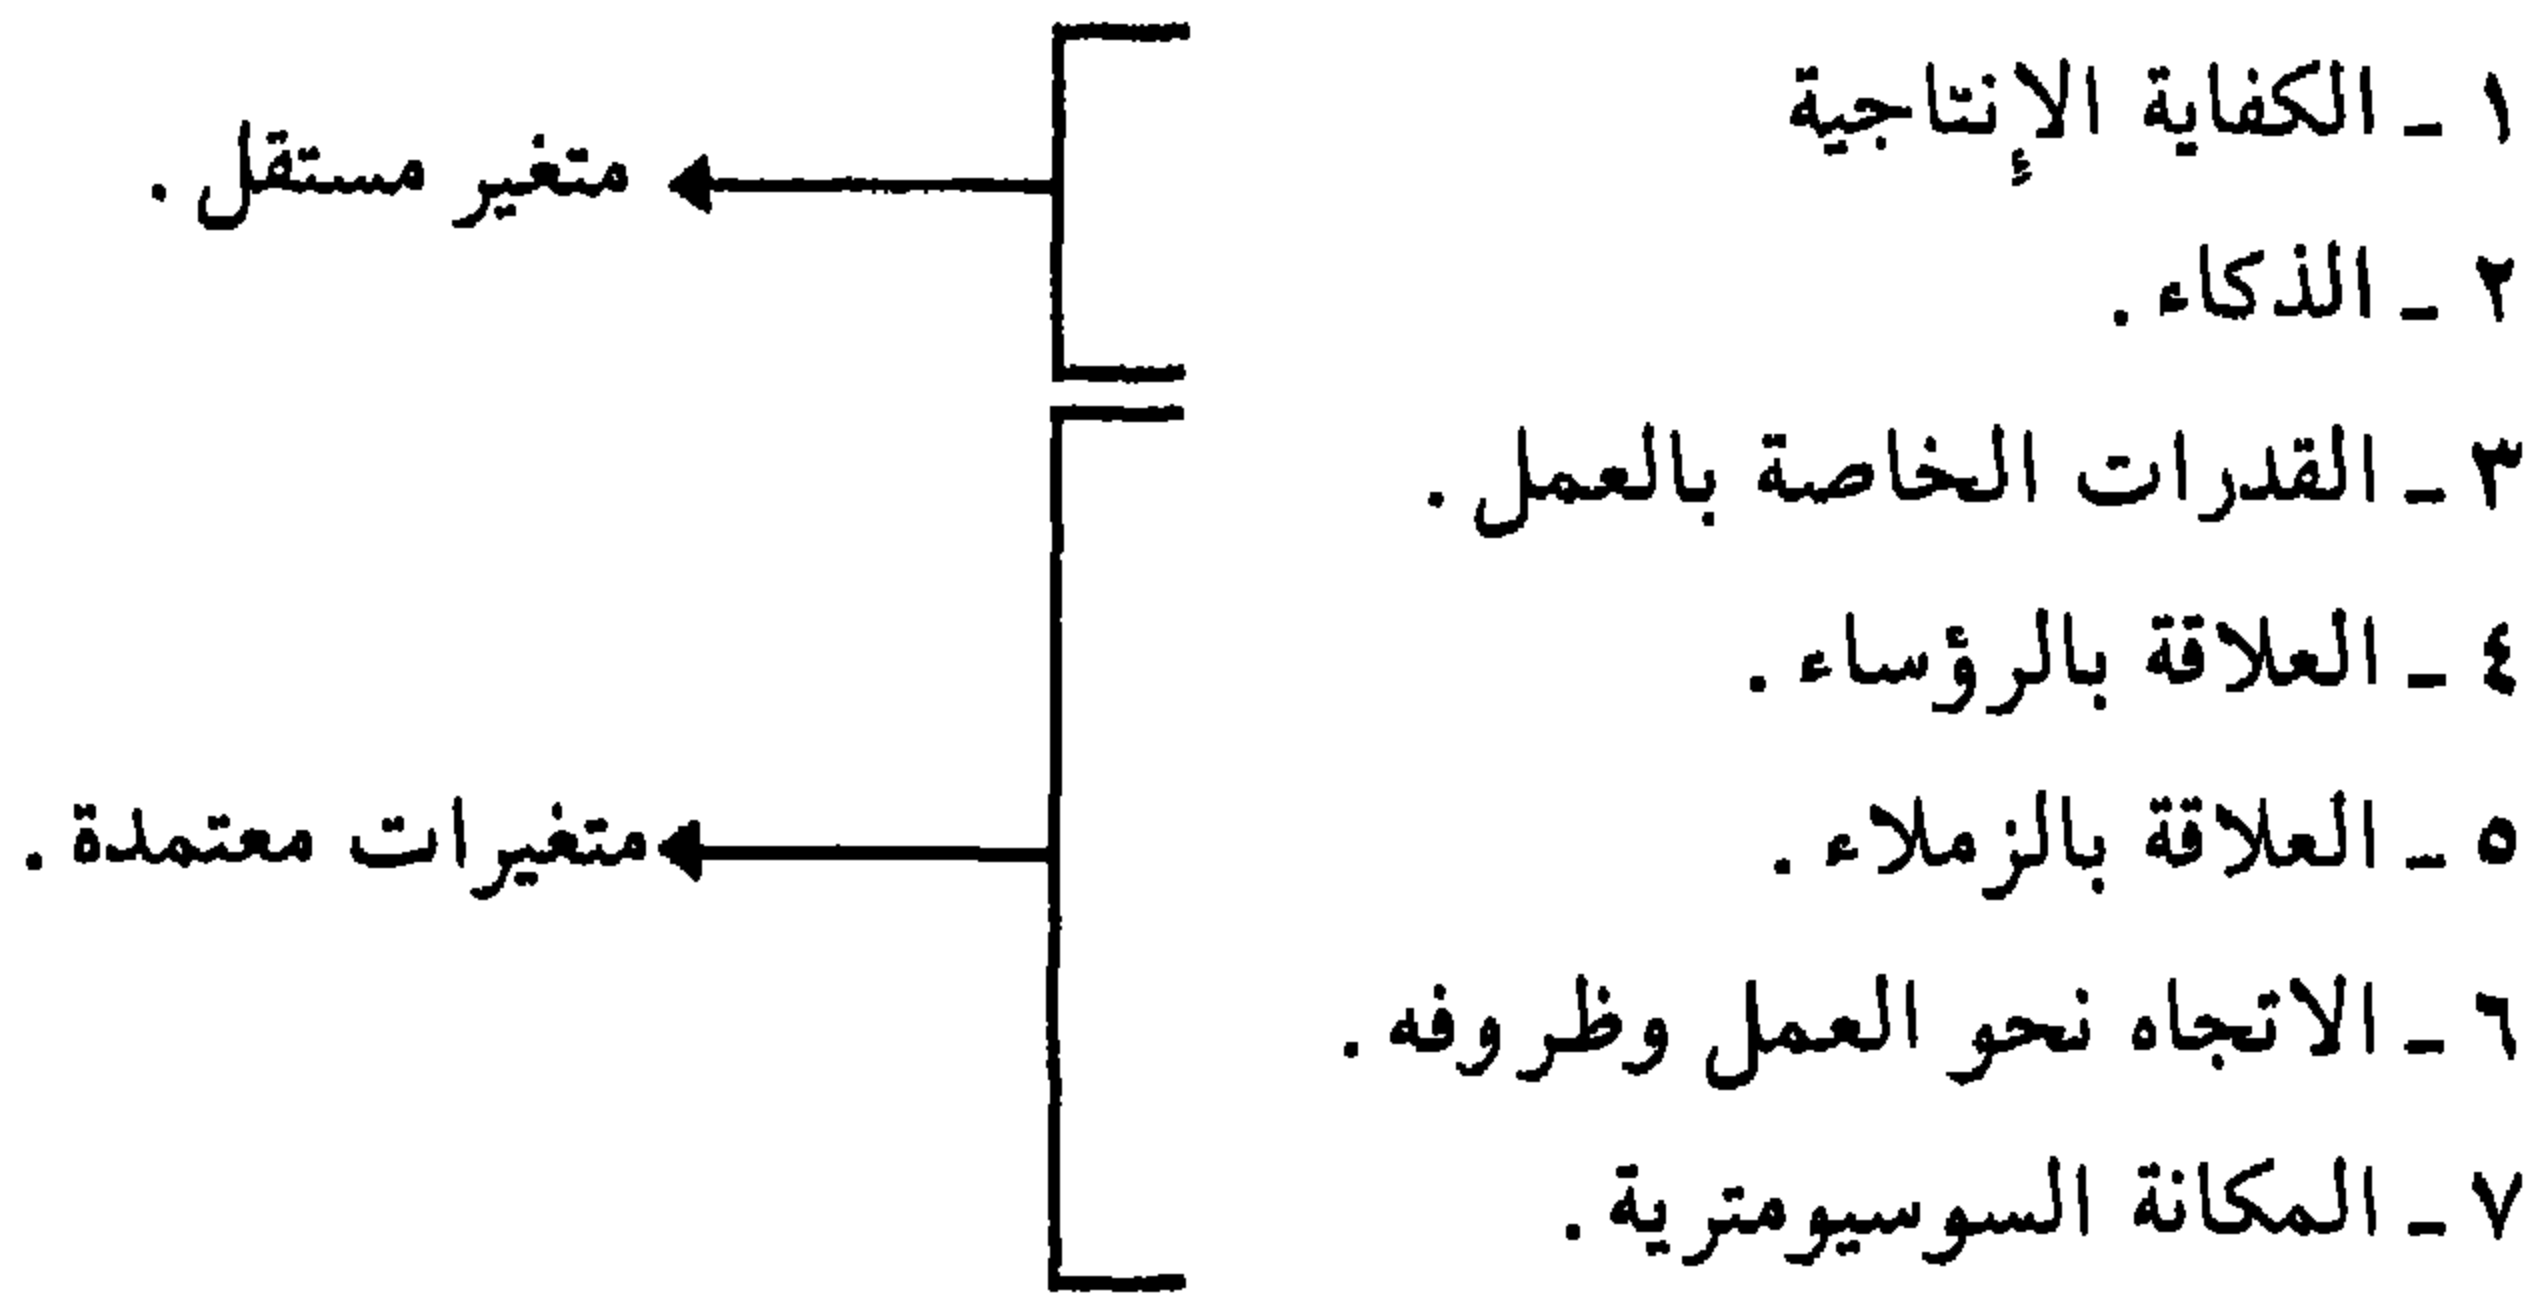 ١ - الكفاية الإنتاجية
متغير مستقل .
٢ - الذكاء .
٣ - القدرات الخاصة بالعمل .
٤ - العلاقة بالرؤساء .
٥ - العلاقة بالزملاء .
متغيرات معتمدة .
٦ - الاتجاه نحو العمل وظروفه .
٧ - المكانة السوسيومترية .